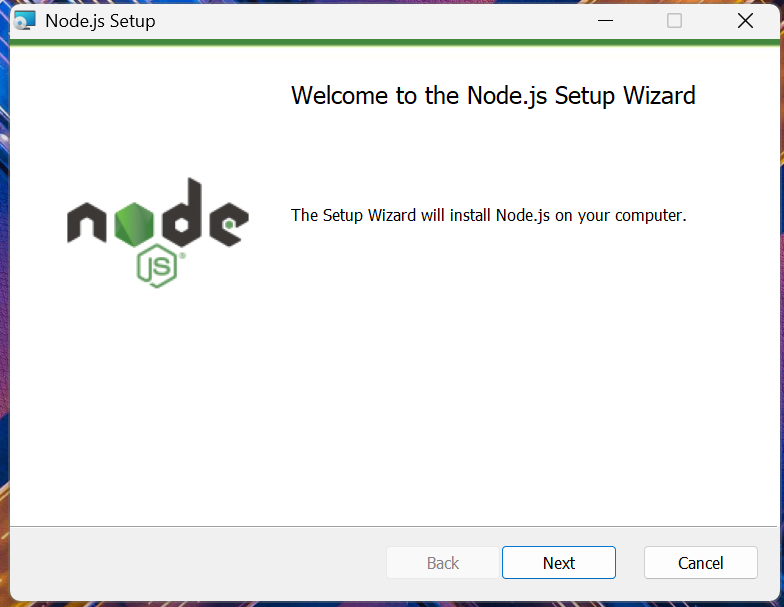 Node.js Setup
Welcome to the Node.js Setup Wizard
node
JS®
The Setup Wizard will install Node.js on your computer.
Back
Next
Cancel